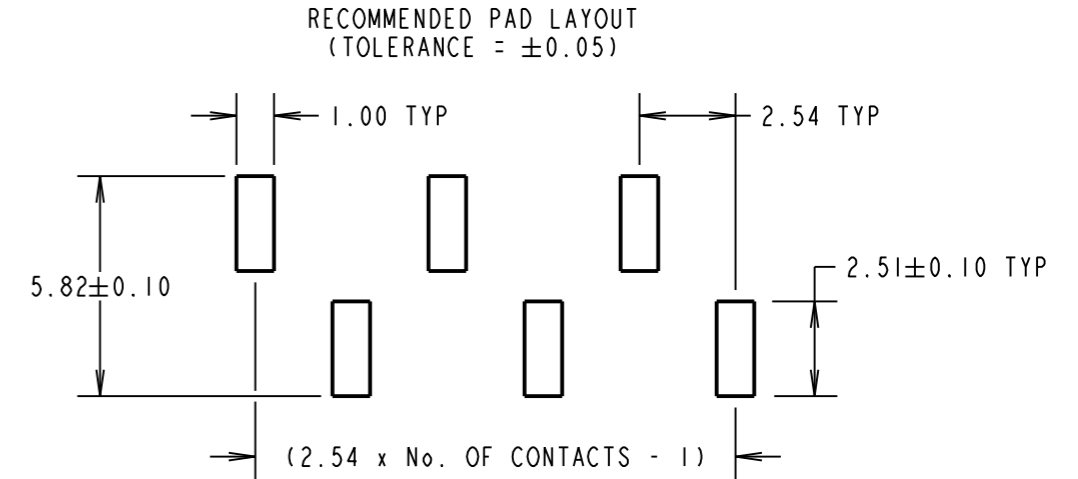 RECOMMENDED PAD LAYOUT
(TOLERANCE = ±0.05)
1.00 TYP
2.54 TYP
5.82±0.10
2.51±0.10 TYP
(2.54 x No. OF CONTACTS - 1)